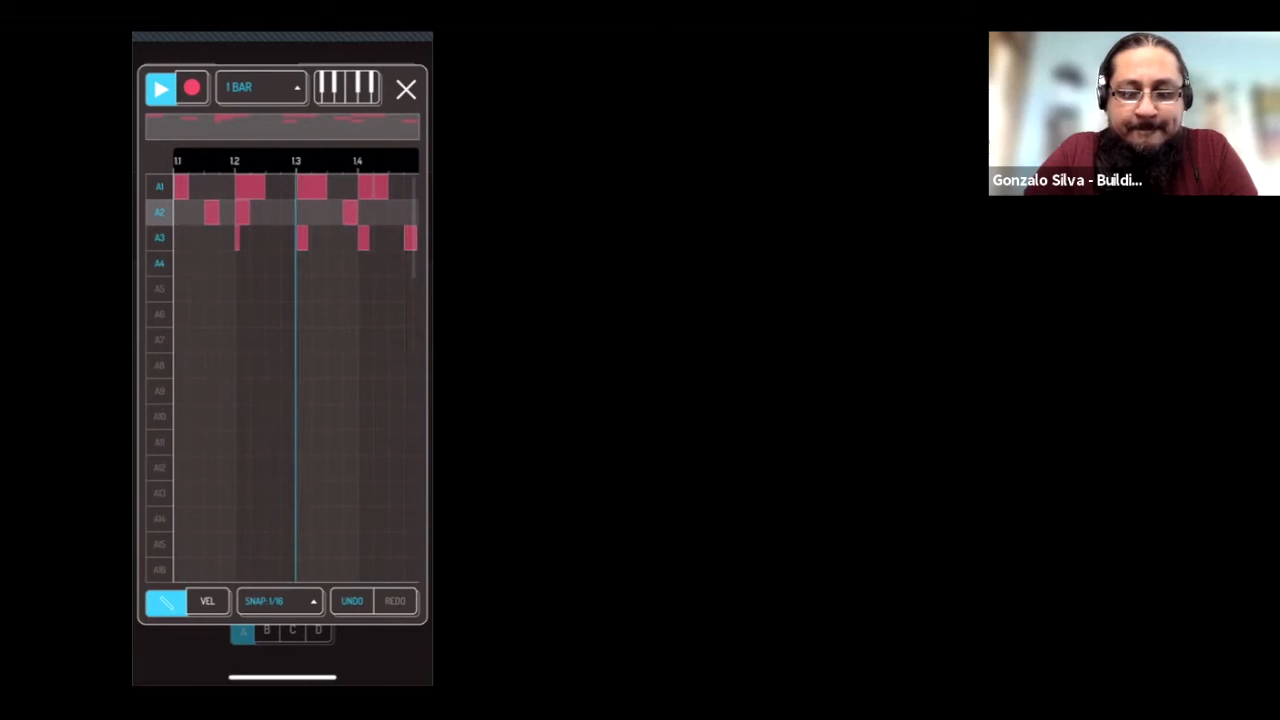 1 BAR
1.1 1.2 1.3 1.4
A1
A2
A3
A4
A5
A6
A7
A8
A9
A10
A11
A12
A13
A14
A15
A16
VEL SNAP: 1/16 UNDO REDO
A B C D
Gonzalo Silva - Buildi...